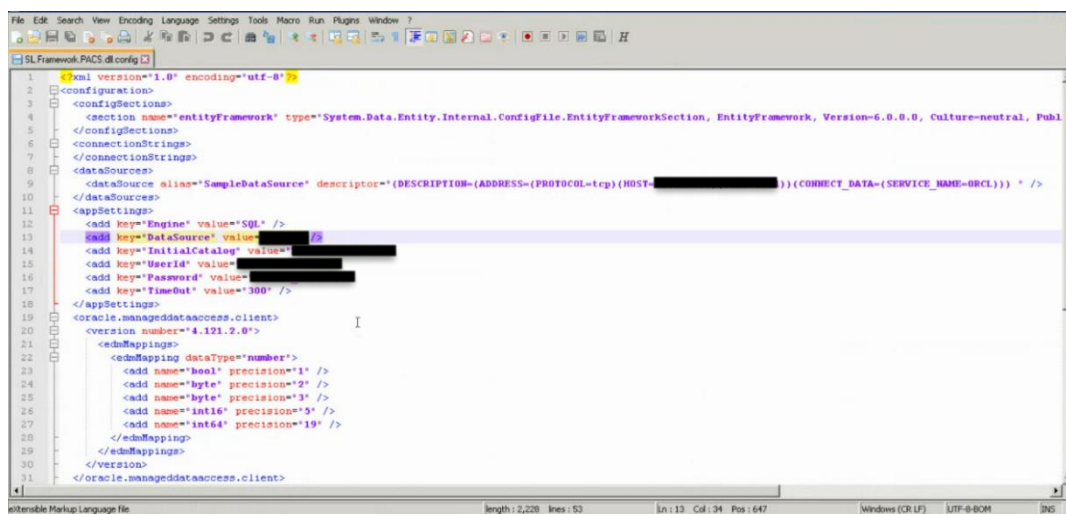 File Edit Search View Encoding Language Settings Tools Macro Run Plugins Window ?
SL.Framework.PACS.dll.config
1 <?xml version="1.0" encoding="utf-8"?>
2 <configuration>
3 <configSections>
4 <section name="entityFramework" type="System.Data.Entity.Internal.ConfigFile.EntityFrameworkSection, EntityFramework, Version=6.0.0.0, Culture=neutral, Publ
5 </configSections>
6 <connectionStrings>
7 </connectionStrings>
8 <dataSources>
9 <dataSource alias="SampleDataSource" descriptor="(DESCRIPTION=(ADDRESS=(PROTOCOL=tcp)(HOST= ))(CONNECT_DATA=(SERVICE_NAME=ORCL))) " />
10 </dataSources>
11 <appSettings>
12 <add key="Engine" value="SQL" />
13 <add key="DataSource" value= />
14 <add key="InitialCatalog" value="
15 <add key="UserId" value=
16 <add key="Password" value=
17 <add key="TimeOut" value="300" />
18 </appSettings>
19 <oracle.manageddataaccess.client>
20 <version number="4.121.2.0">
21 <edmMappings>
22 <edmMapping dataType="number">
23 <add name="bool" precision="1" />
24 <add name="byte" precision="2" />
25 <add name="byte" precision="3" />
26 <add name="int16" precision="5" />
27 <add name="int64" precision="19" />
28 </edmMapping>
29 </edmMappings>
30 </version>
31 </oracle.manageddataaccess.client>
eXtensible Markup Language file length : 2,228 lines : 53 Ln : 13 Col : 34 Pos : 647 Windows (CR LF) UTF-8-BOM INS